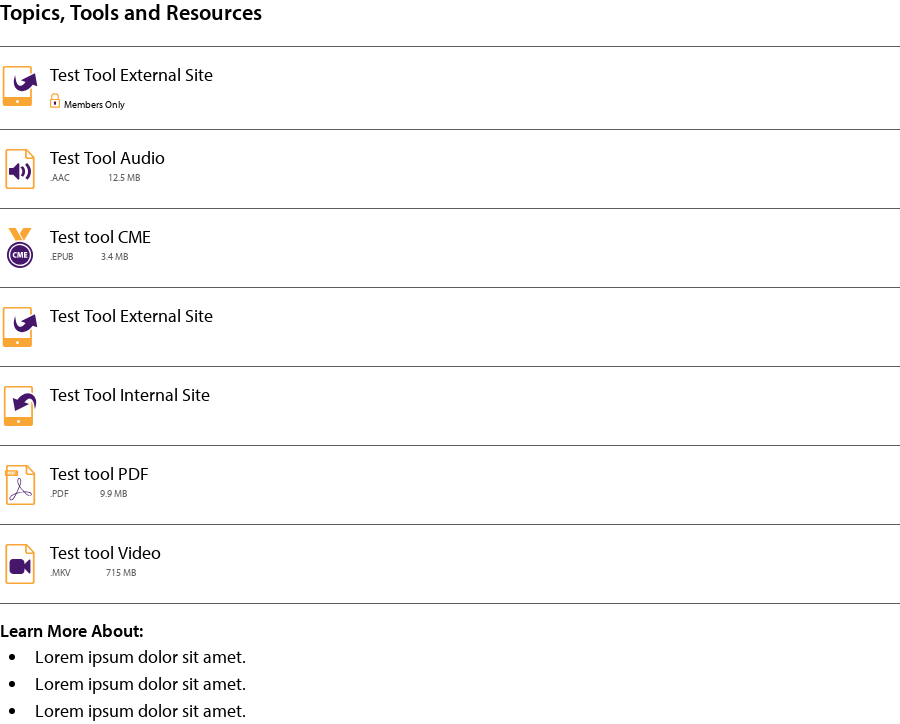 Topics, Tools and Resources
Test Tool External Site
Members Only
Test Tool Audio
.AAC 12.5 MB
CME
Test tool CME
.EPUB 3.4 MB
Test Tool External Site
Test Tool Internal Site
PDF
Test tool PDF
.PDF 9.9 MB
Test tool Video
.MKV 715 MB
Learn More About:
• Lorem ipsum dolor sit amet.
• Lorem ipsum dolor sit amet.
• Lorem ipsum dolor sit amet.